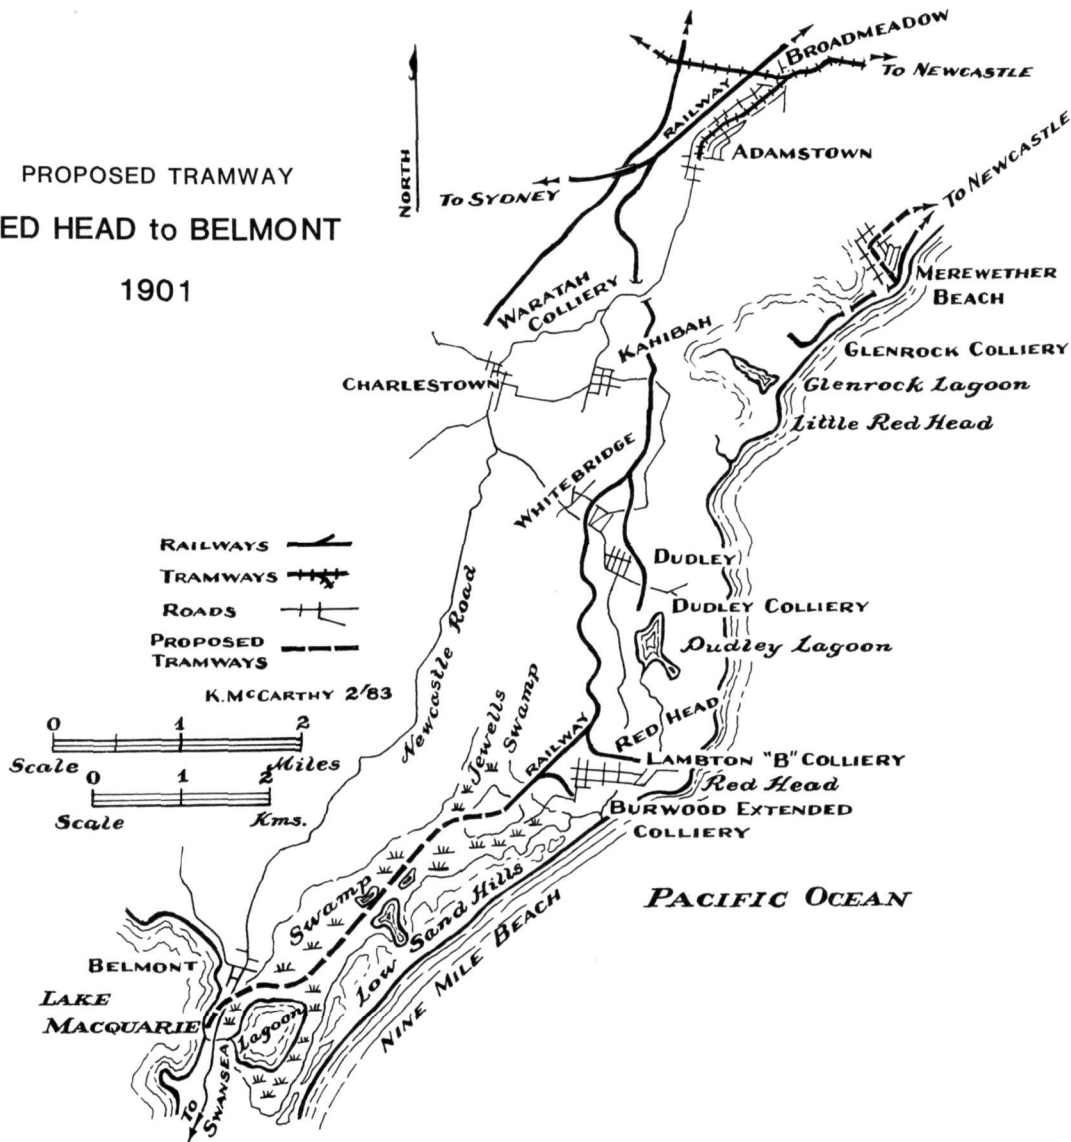 PROPOSED TRAMWAY
ED HEAD to BELMONT
1901
NORTH
BROADMEADOW
TO NEWCASTLE
RAILWAY
ADAMSTOWN
TO SYDNEY
TO NEWCASTLE
MEREWETHER
BEACH
WARATAH
COLLIERY
KAHIBAH
GLENROCK COLLIERY
CHARLESTOWN
Glenrock Lagoon
Little Red Head
WHITEBRIDGE
RAILWAYS
TRAMWAYS
ROADS
PROPOSED
TRAMWAYS
K. McCARTHY 2/83
0 1 2
Scale Miles
0 1 2
Scale Kms.
DUDLEY
DUDLEY COLLIERY
Dudley Lagoon
Newcastle Road
Jewells
Swamp
RAILWAY
RED HEAD
LAMBTON "B" COLLIERY
Red Head
BURWOOD EXTENDED
COLLIERY
PACIFIC OCEAN
Swamp
Low Sand Hills
NINE MILE BEACH
BELMONT
LAKE
MACQUARIE
Lagoon
TO
SWANSEA